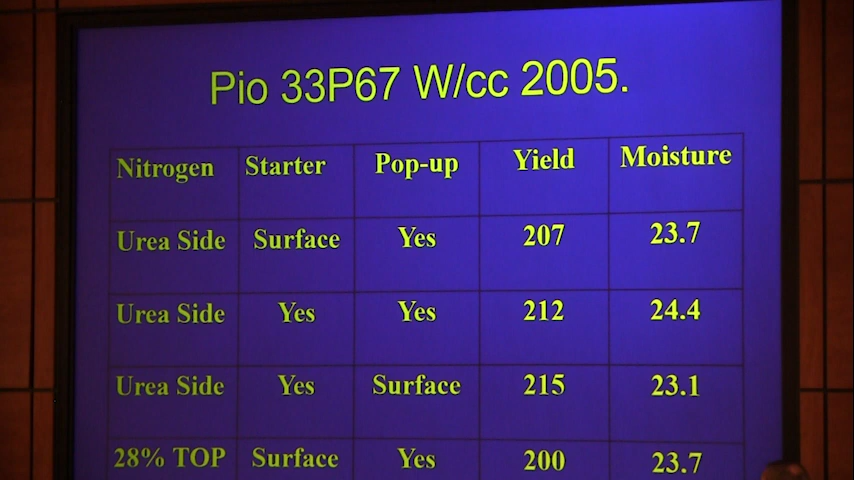 Pio 33P67 W/cc 2005.
Nitrogen Starter Pop-up Yield Moisture
Urea Side Surface Yes 207 23.7
Urea Side Yes Yes 212 24.4
Urea Side Yes Surface 215 23.1
28% TOP Surface Yes 200 23.7